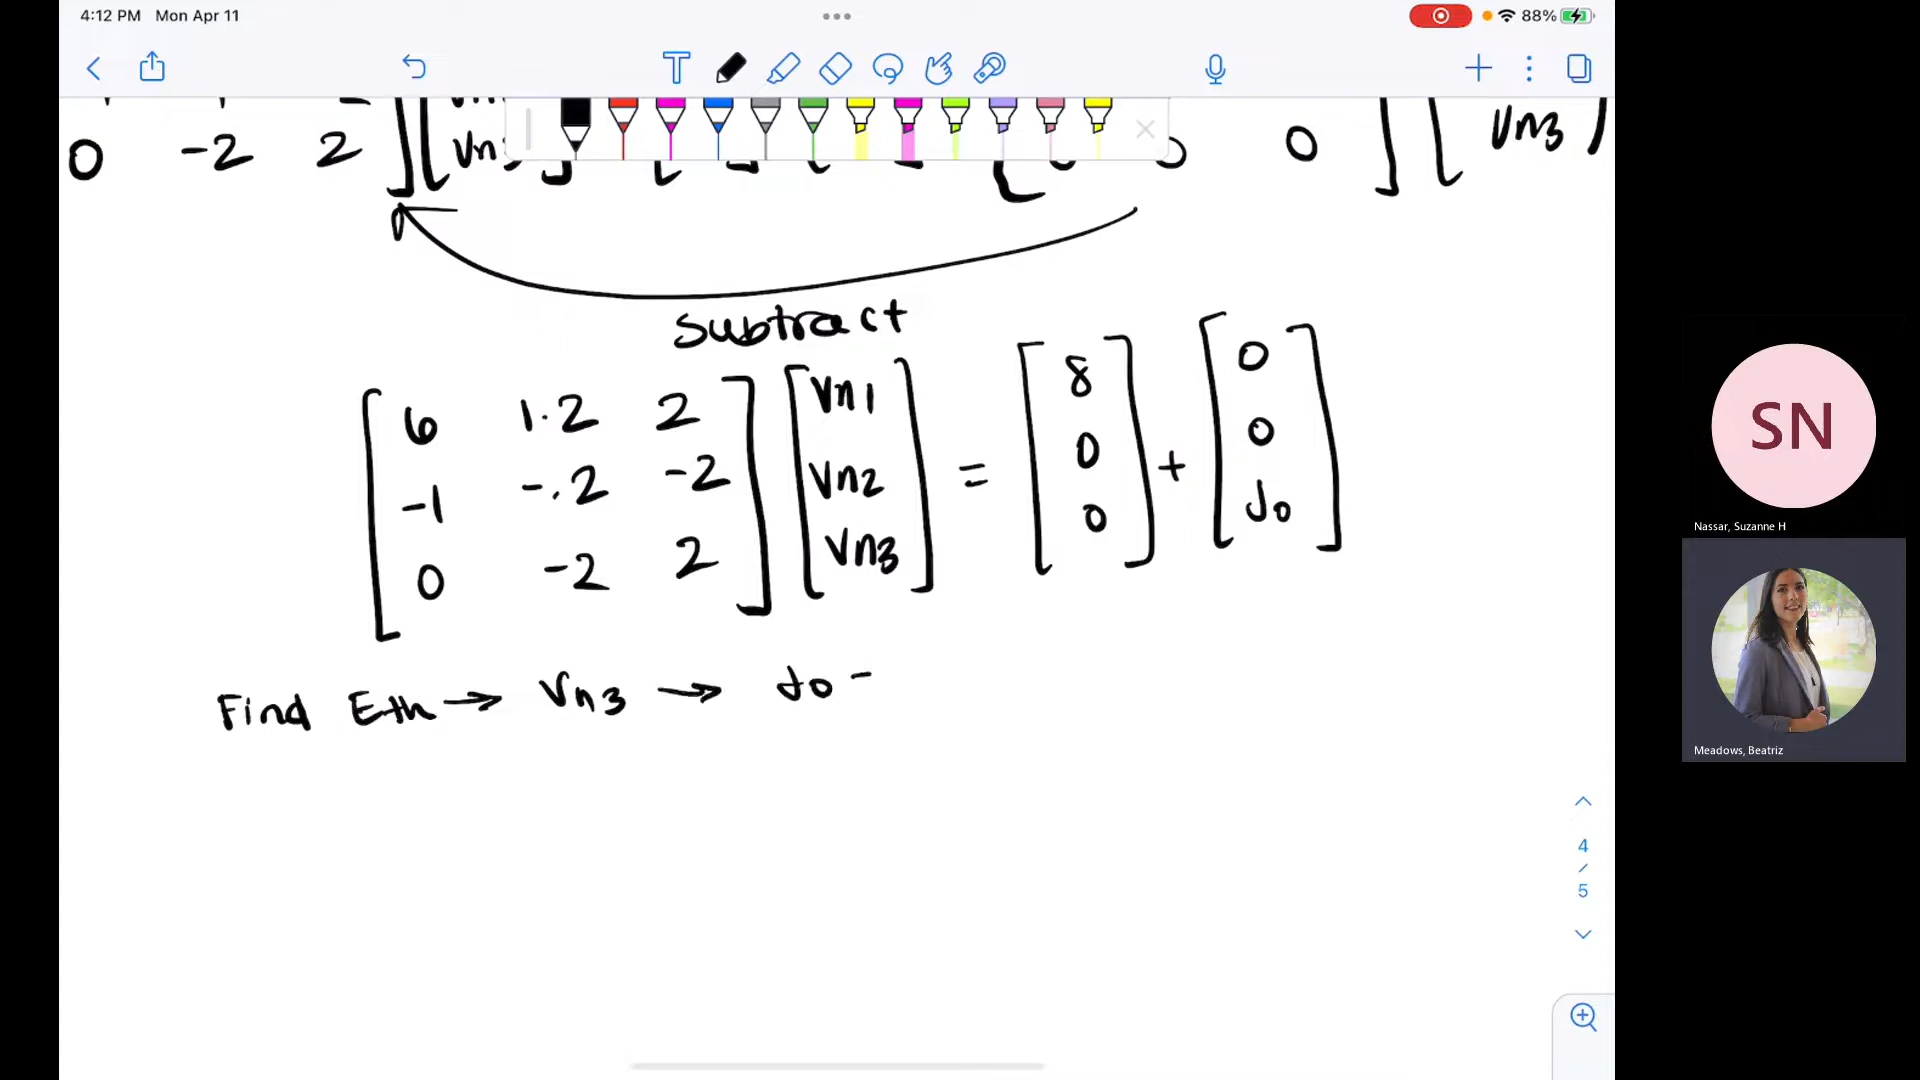 4:12 PM Mon Apr 11
88%
0 -2 2 Vn 0 0 Vn3
Subtract
6 1.2 2 Vn1 8 0
-1 -.2 -2 Vn2 = 0 + 0
0 -2 2 Vn3 0 Jo
Find Eth → Vn3 → Jo -
4
/
5
SN
Nassar, Suzanne H
Meadows, Beatriz